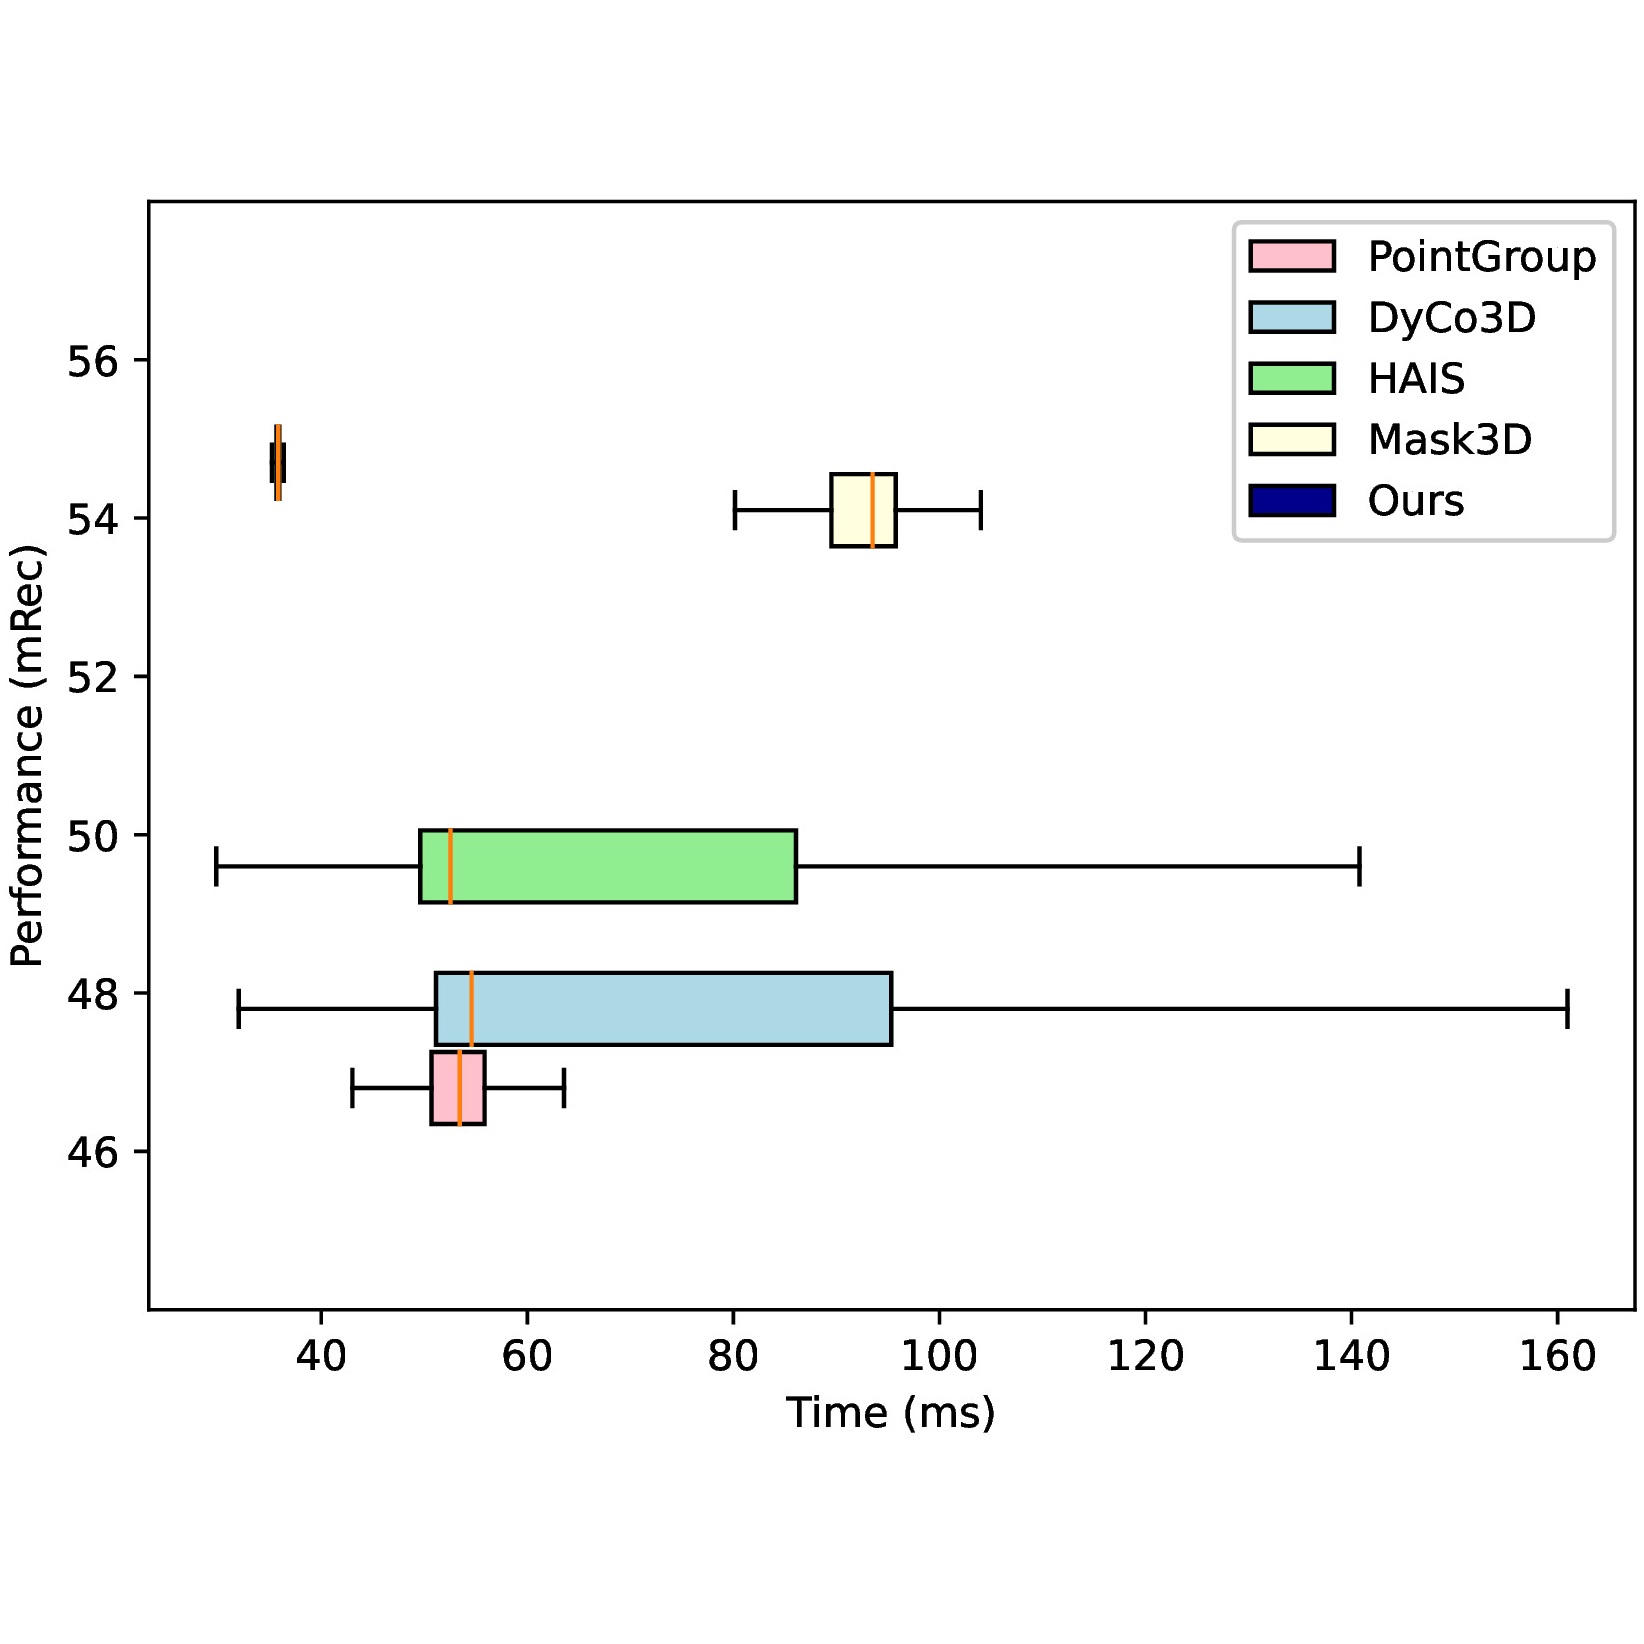 PointGroup
DyCo3D
HAIS
Mask3D
Ours
Performance (mRec)
56
54
52
50
48
46
40 60 80 100 120 140 160
Time (ms)